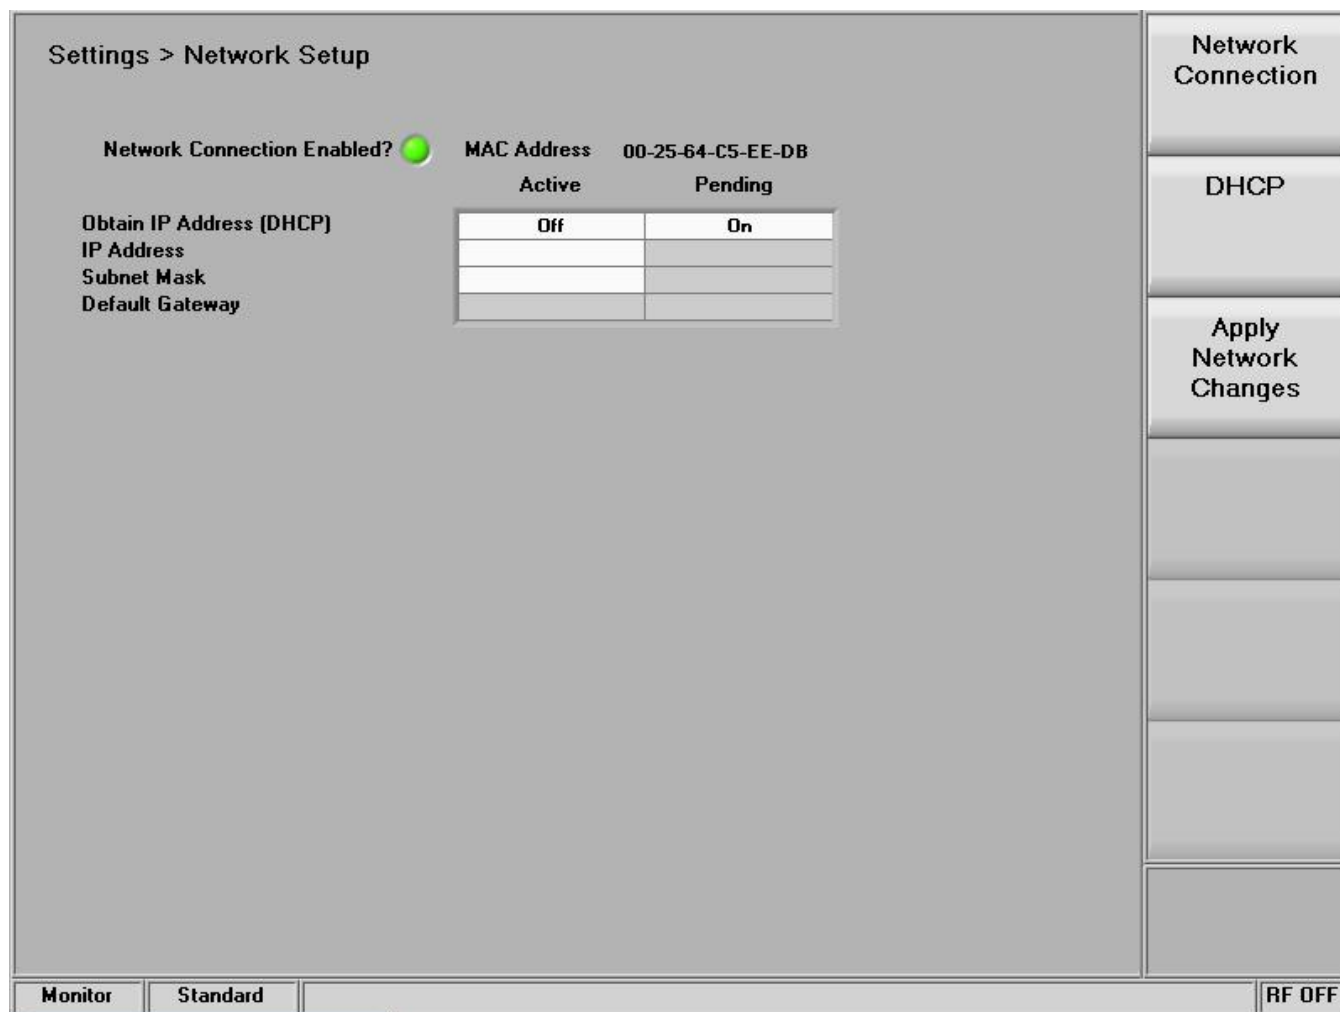 Settings > Network Setup
Network Connection Enabled?
MAC Address 00-25-64-C5-EE-DB
Active Pending
Obtain IP Address (DHCP) Off On
IP Address
Subnet Mask
Default Gateway
Network
Connection
DHCP
Apply
Network
Changes
Monitor
Standard
RF OFF